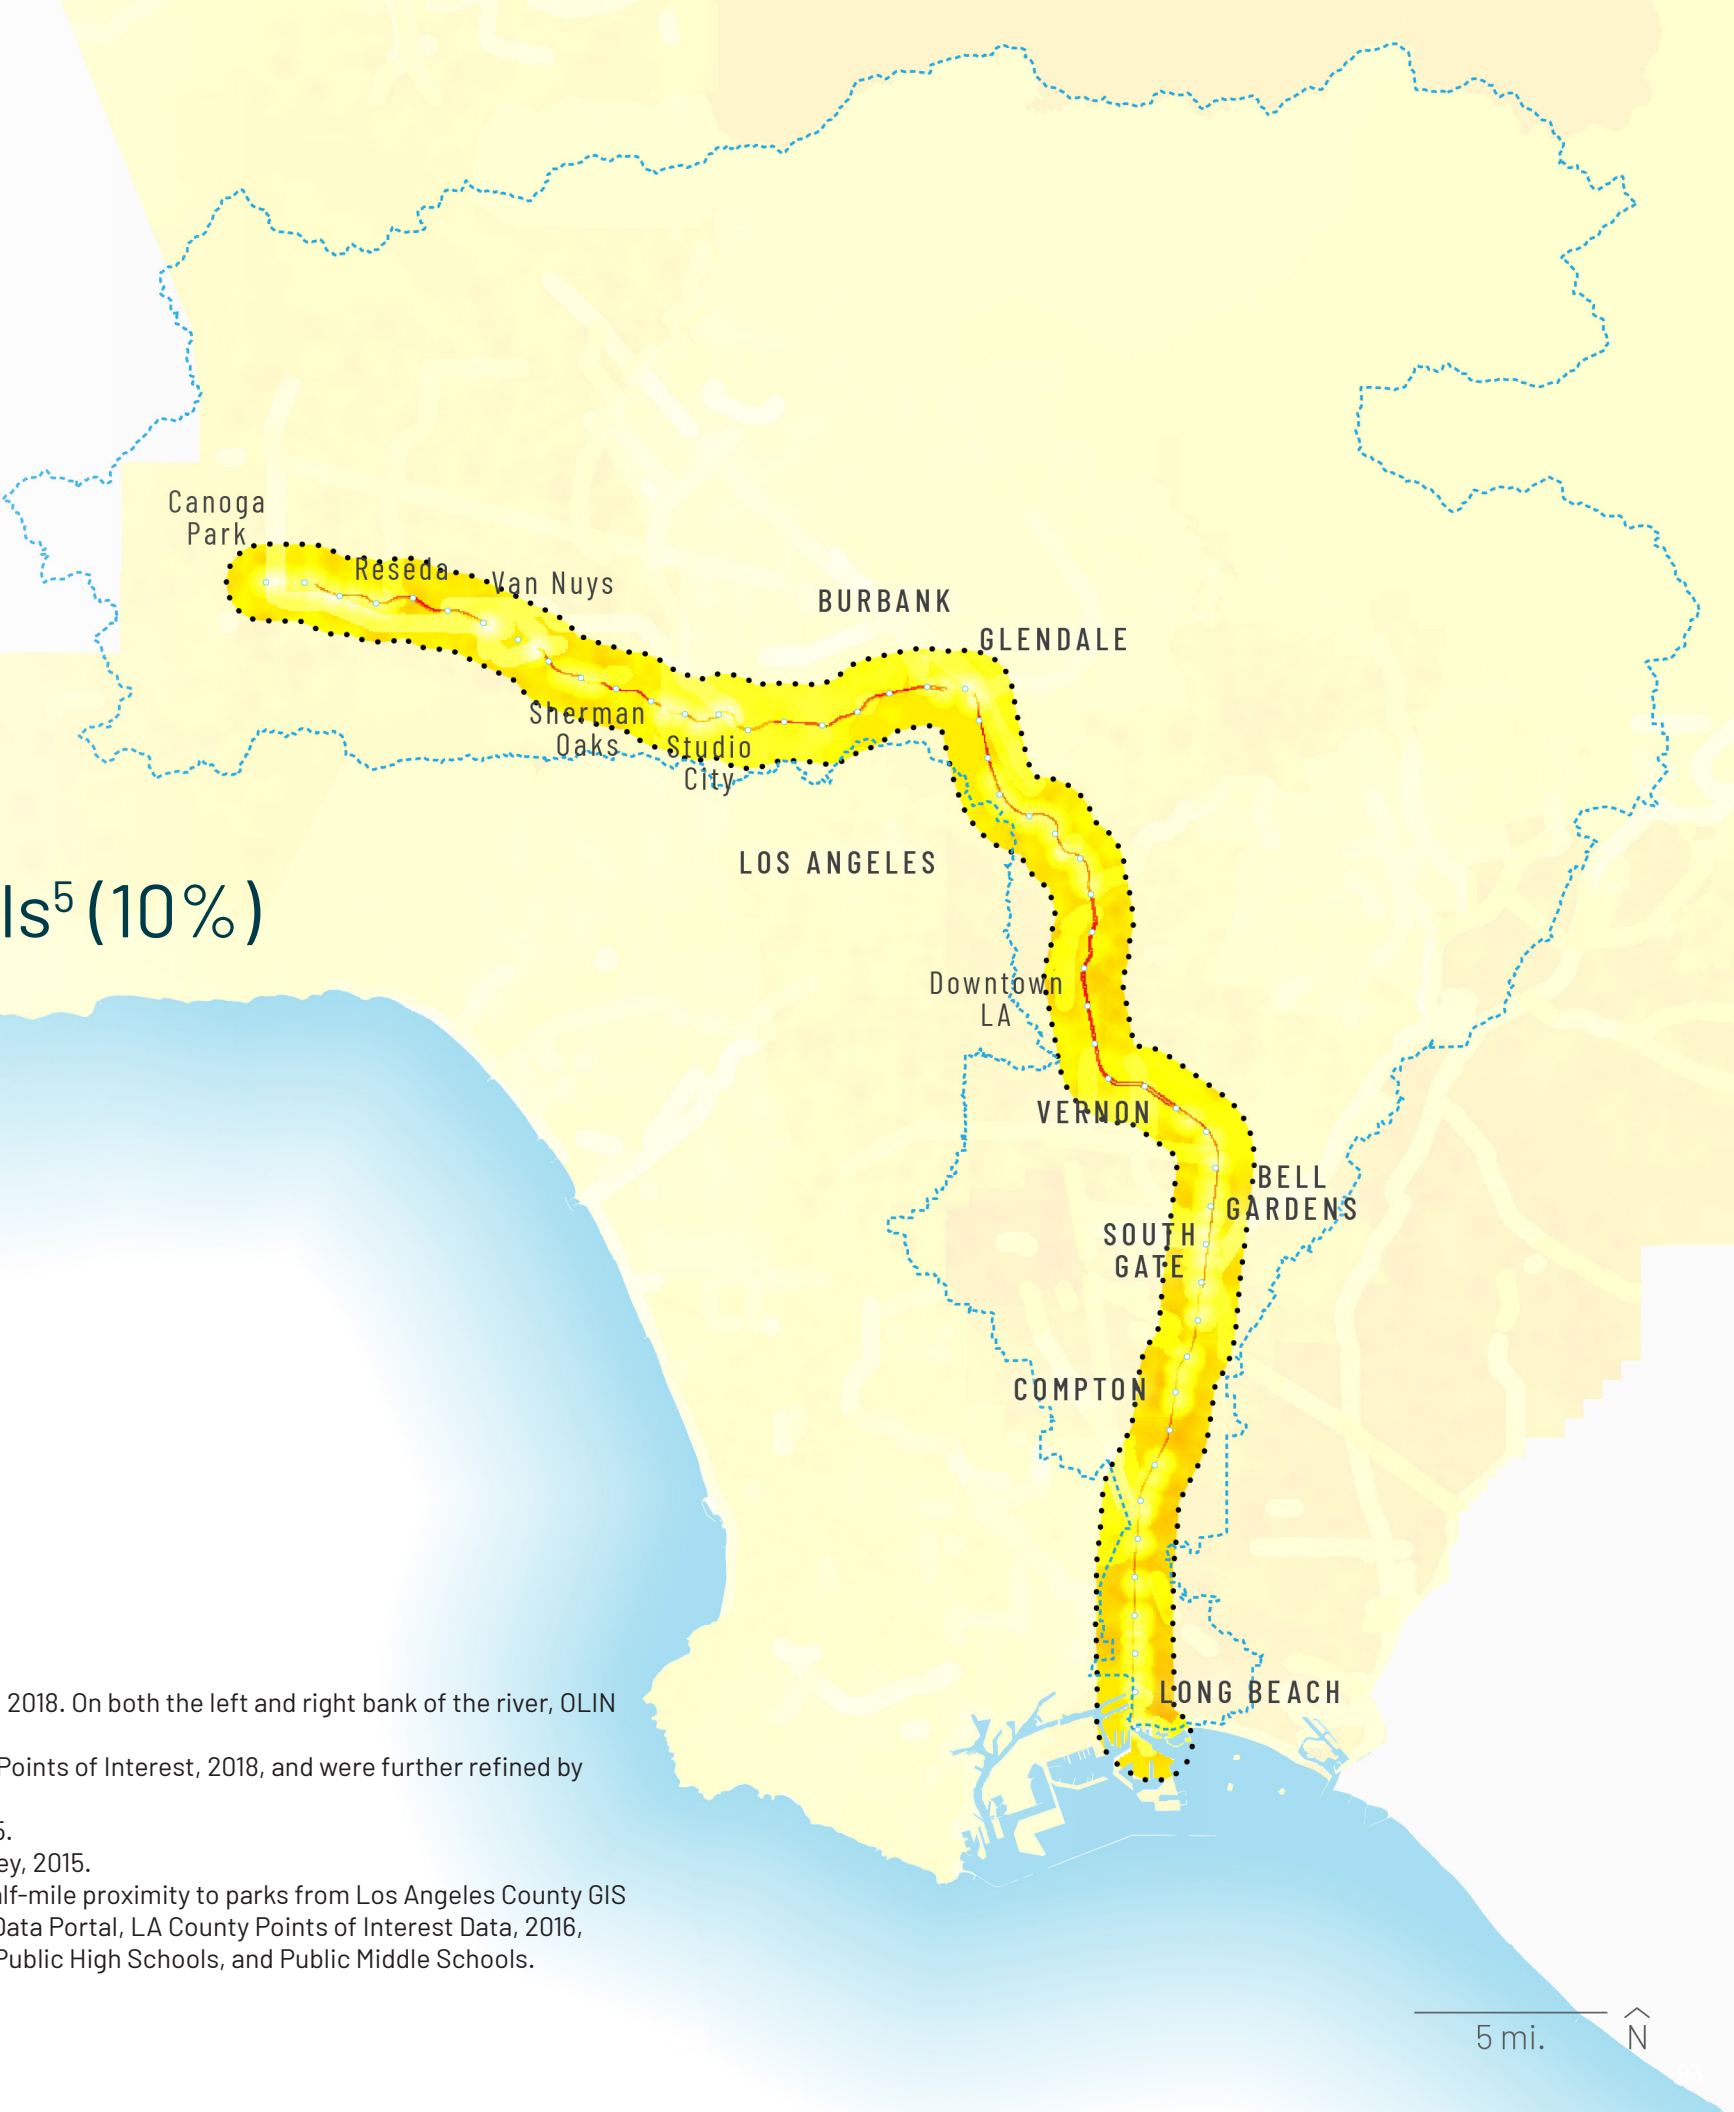 Canoga
Park
Reseda
Van Nuys
BURBANK
GLENDALE
Sherman
Oaks
Studio
City
LOS ANGELES
ls⁵ (10%)
Downtown
LA
VERNON
BELL
GARDENS
SOUTH
GATE
COMPTON
LONG BEACH
2018. On both the left and right bank of the river, OLIN
Points of Interest, 2018, and were further refined by
5.
ey, 2015.
alf-mile proximity to parks from Los Angeles County GIS
Data Portal, LA County Points of Interest Data, 2016,
Public High Schools, and Public Middle Schools.
5 mi.
N